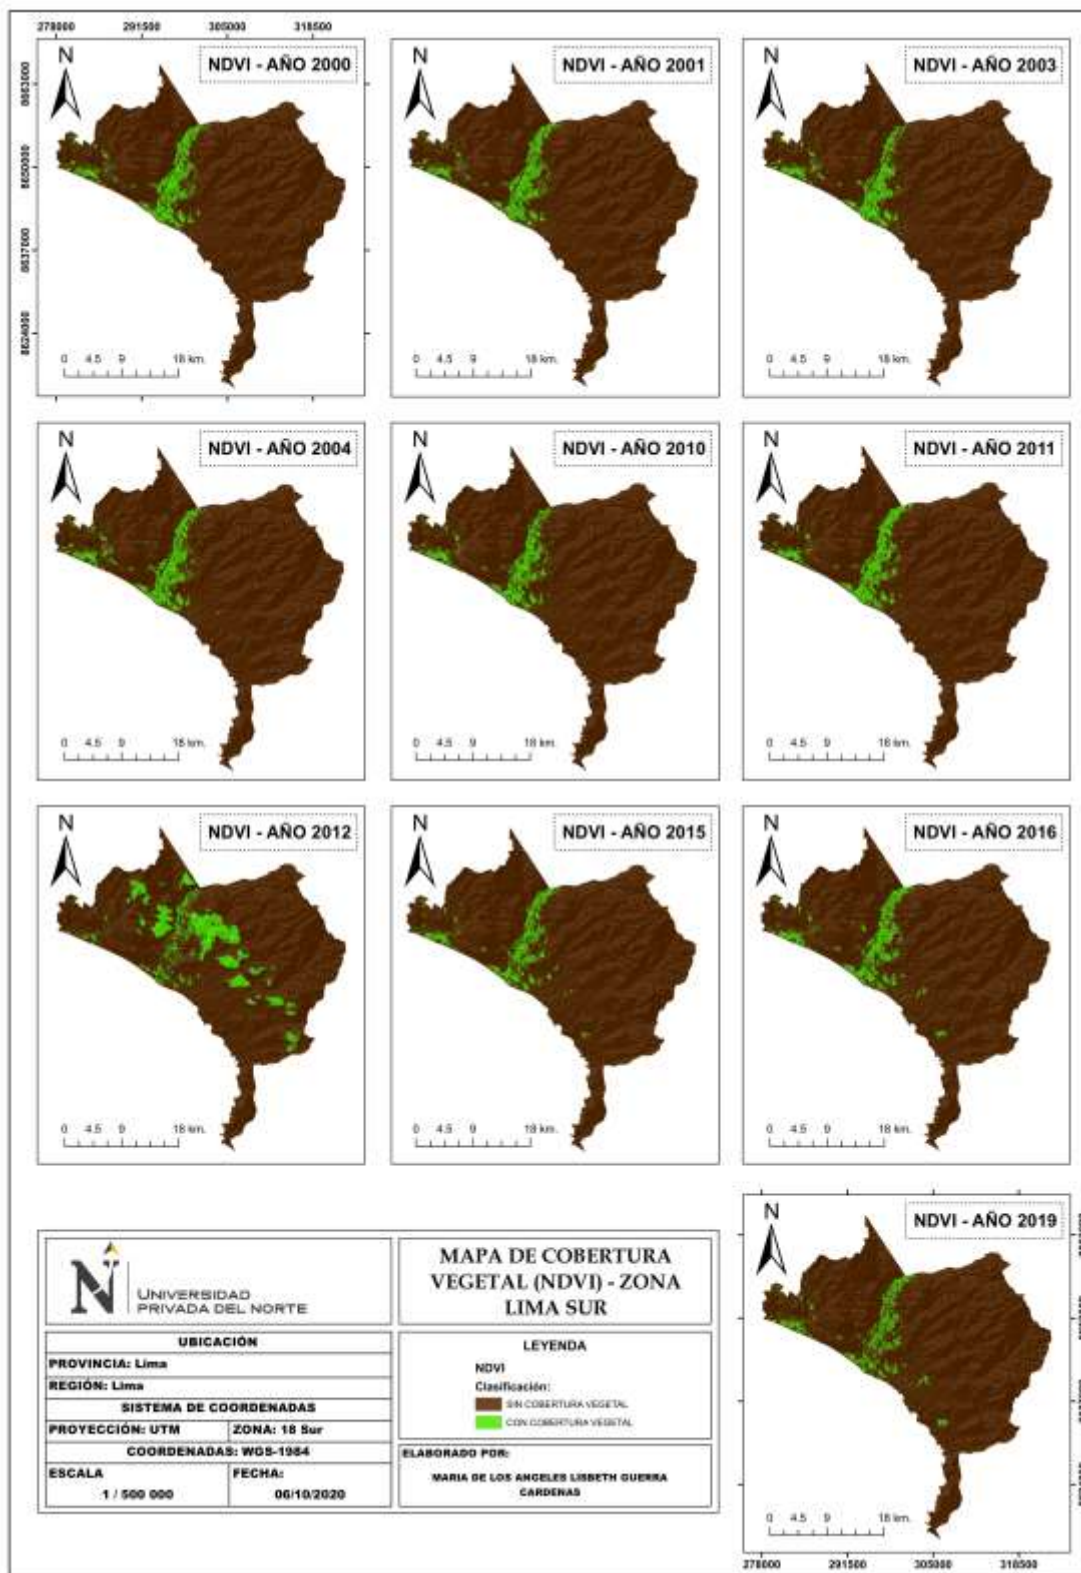 278000 291500 305000 318500
N
NDVI - AÑO 2000
8663000
8650000
8637000
8624000
0 4.5 9 18 km.
N
NDVI - AÑO 2001
0 4.5 9 18 km.
N
NDVI - AÑO 2003
0 4.5 9 18 km.
N
NDVI - AÑO 2004
0 4.5 9 18 km.
N
NDVI - AÑO 2010
0 4.5 9 18 km.
N
NDVI - AÑO 2011
0 4.5 9 18 km.
N
NDVI - AÑO 2012
0 4.5 9 18 km.
N
NDVI - AÑO 2015
0 4.5 9 18 km.
N
NDVI - AÑO 2016
0 4.5 9 18 km.
N
NDVI - AÑO 2019
0 4.5 9 18 km.
278000 291500 305000 318500
N
UNIVERSIDAD
PRIVADA DEL NORTE
UBICACIÓN
PROVINCIA: Lima
REGIÓN: Lima
SISTEMA DE COORDENADAS
PROYECCIÓN: UTM ZONA: 18 Sur
COORDENADAS: WGS-1984
ESCALA FECHA:
1 / 500 000 06/10/2020
MAPA DE COBERTURA
VEGETAL (NDVI) - ZONA
LIMA SUR
LEYENDA
NDVI
Clasificación:
SIN COBERTURA VEGETAL
CON COBERTURA VEGETAL
ELABORADO POR:
MARIA DE LOS ANGELES LISBETH GUERRA
CARDENAS